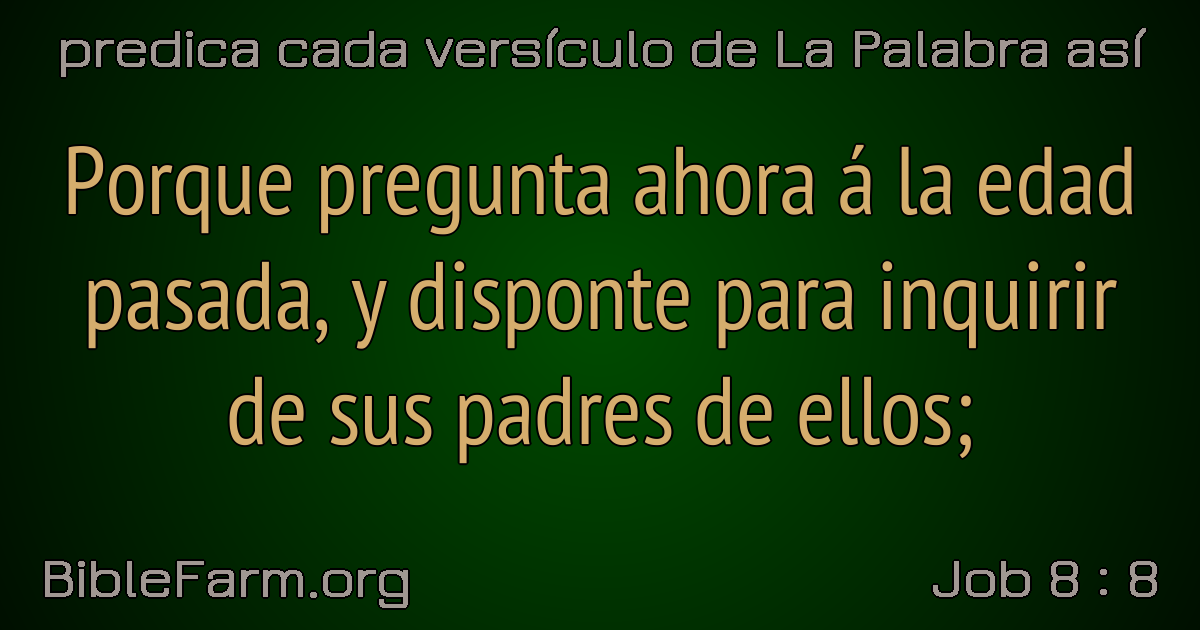 predica cada versículo de La Palabra así
Porque pregunta ahora á la edad
pasada, y disponte para inquirir
de sus padres de ellos;
BibleFarm.org
Job 8 : 8